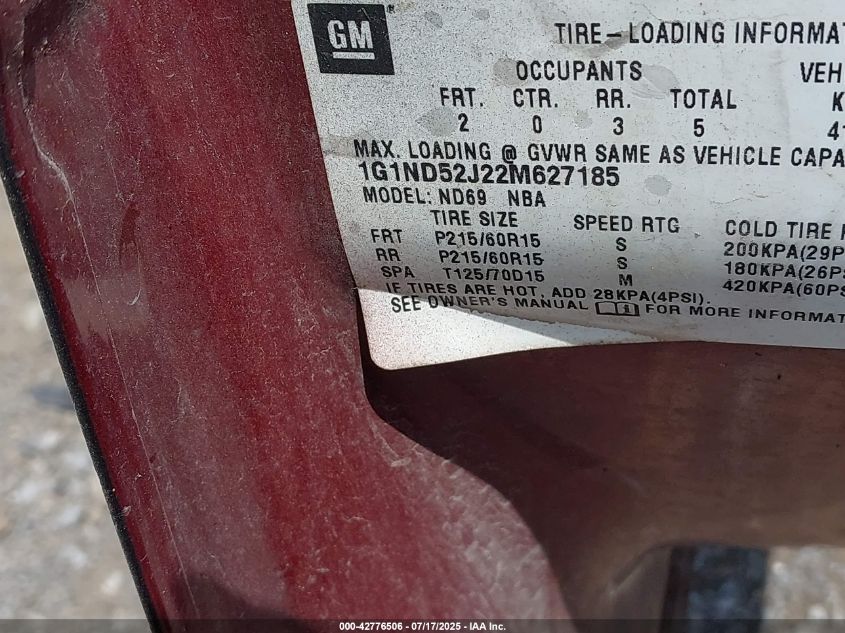 GM
TIRE-LOADING INFORMAT
OCCUPANTS VEH
FRT. CTR. RR. TOTAL K
2 0 3 5 41
MAX. LOADING @ GVWR SAME AS VEHICLE CAPA
1G1ND52J22M627185
MODEL: ND69 NBA
TIRE SIZE SPEED RTG COLD TIRE
FRT P215/60R15 S 200KPA(29P
RR P215/60R15 S 180KPA(26PS
SPA T125/70D15 M 420KPA(60PS
IF TIRES ARE HOT, ADD 28KPA(4PSI).
SEE OWNER'S MANUAL FOR MORE INFORMAT
000-42776506 - 07/17/2025 - IAA Inc.